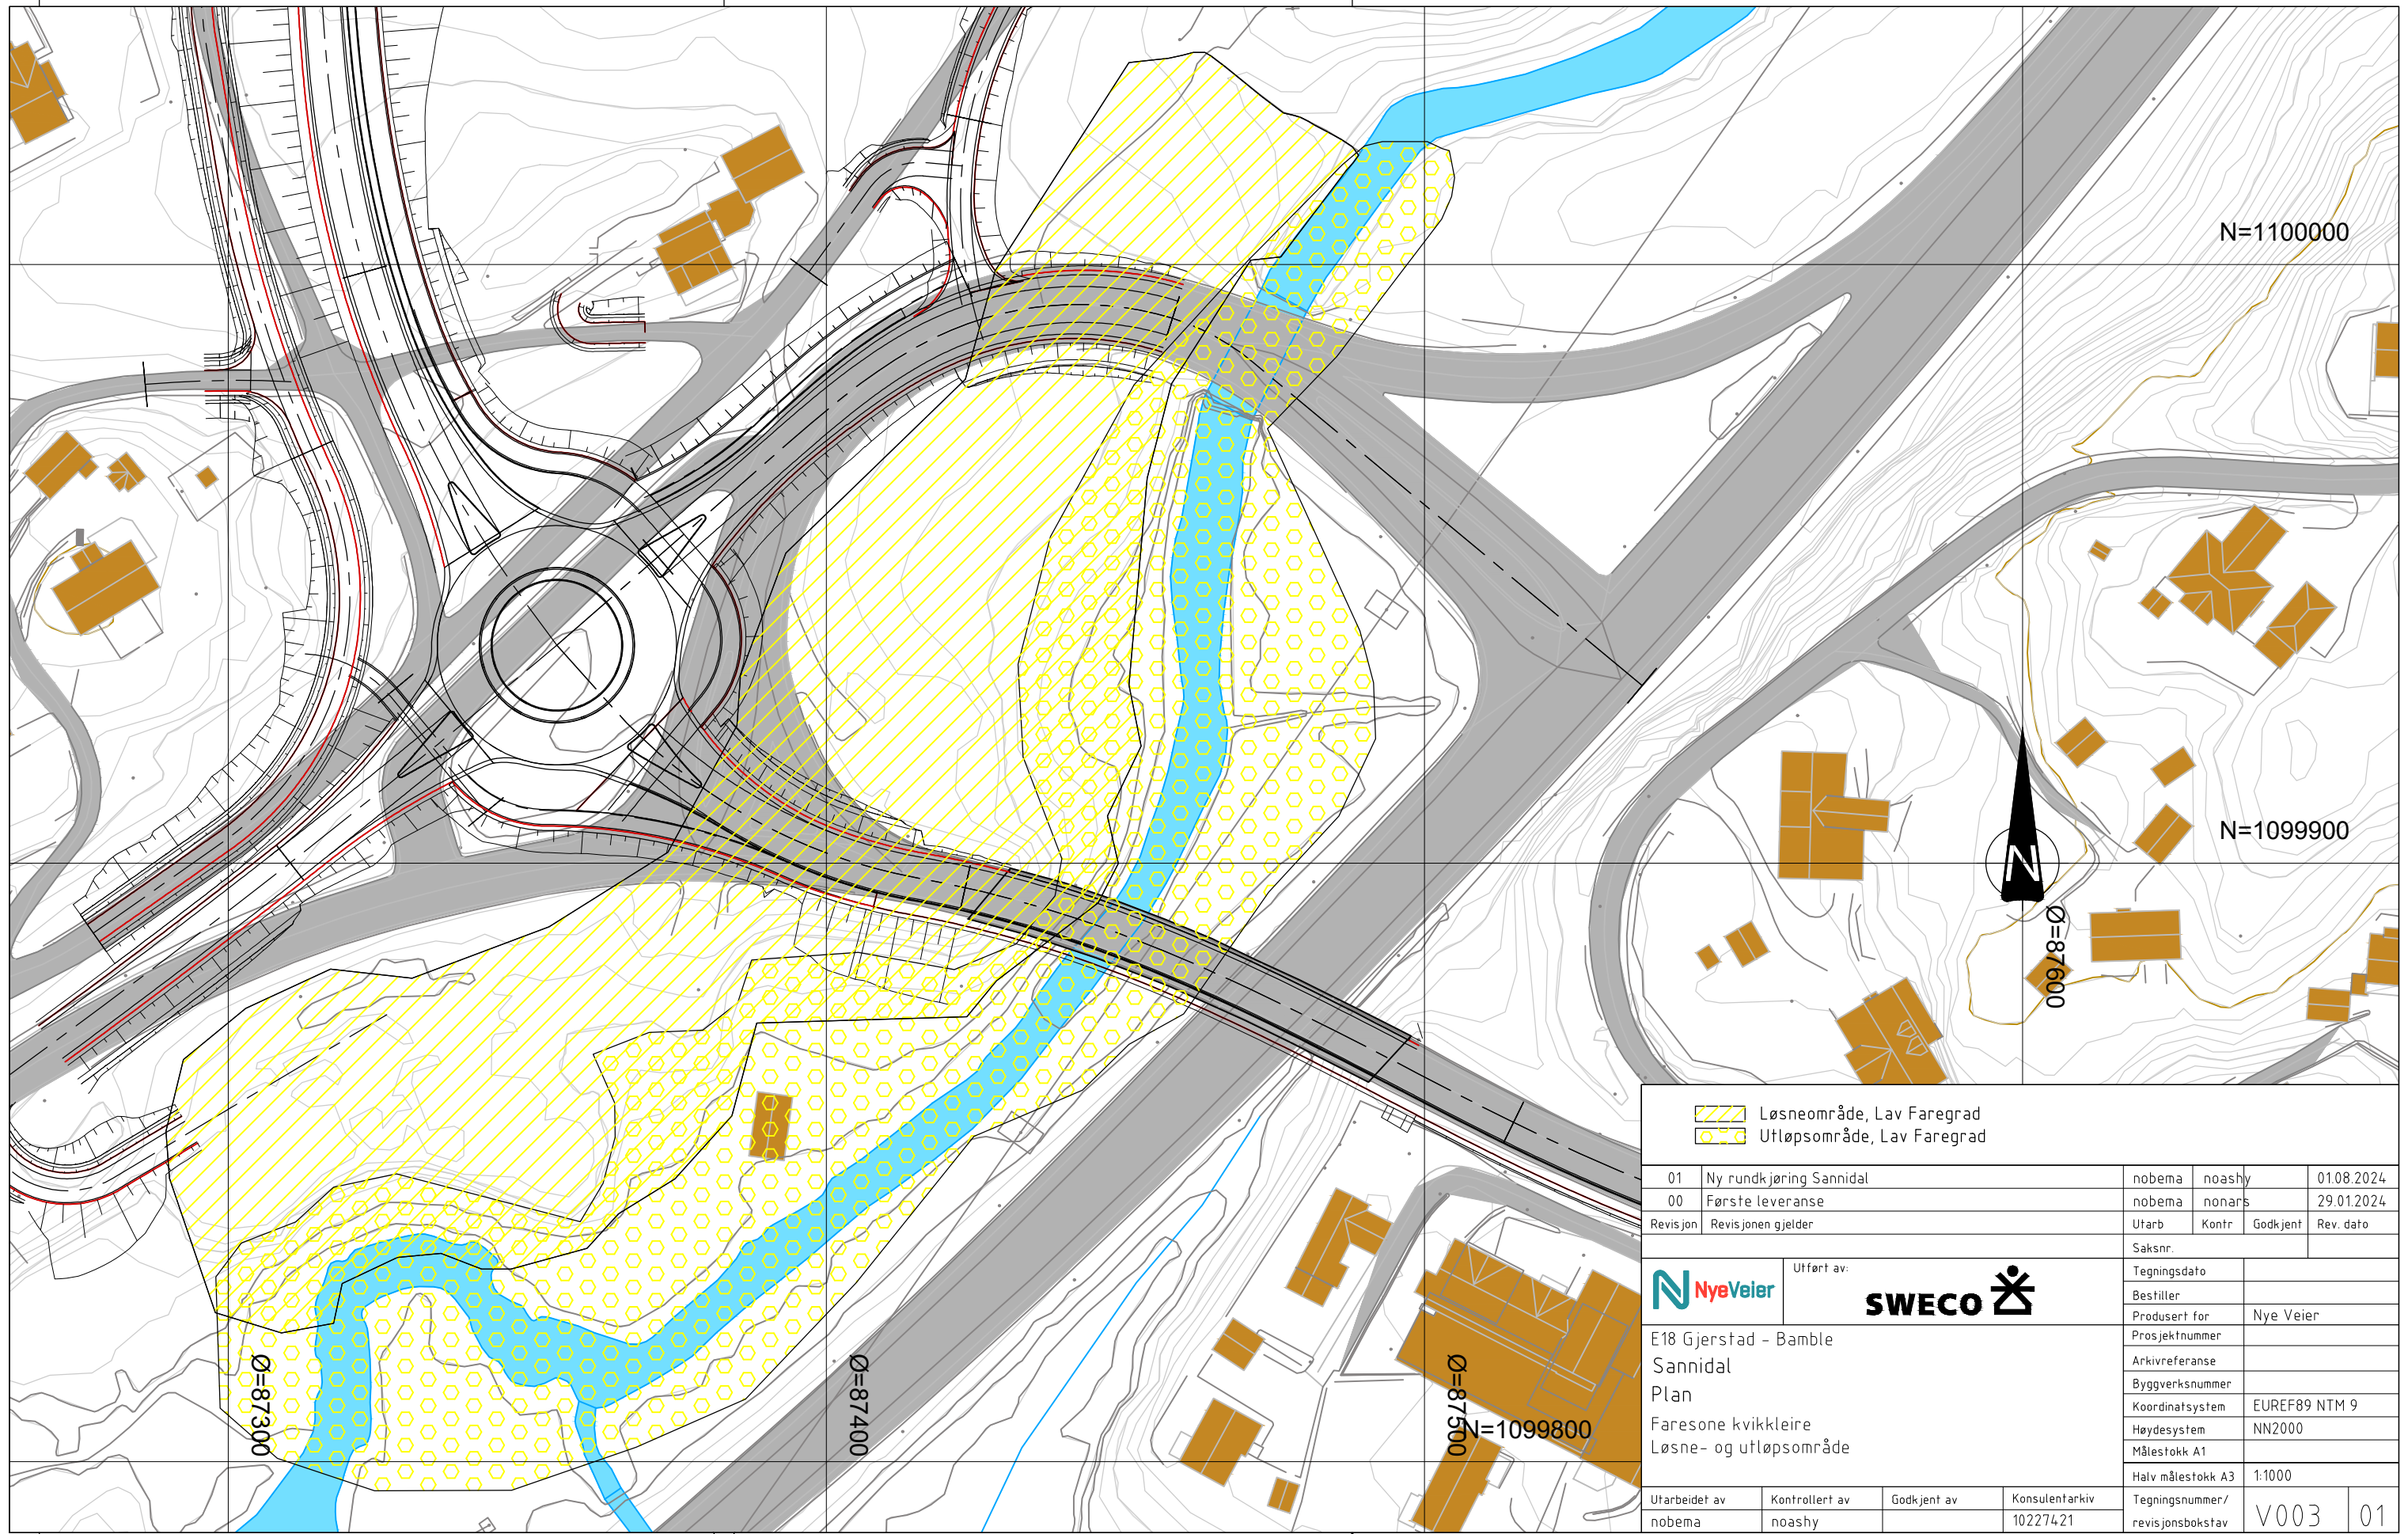 N=1100000
N=1099900
Ø=87600
N
Ø=87300
Ø=87400
Ø=87500
N=1099800
Løsneområde, Lav Faregrad
Utløpsområde, Lav Faregrad
01 Ny rundkjøring Sannidal nobema noashy 01.08.2024
00 Første leveranse nobema nonars 29.01.2024
Revisjon Revisjonen gjelder Utarb Kontr Godkjent Rev. dato
Saksnr.
NyeVeier
Utført av:
SWECO
Tegningsdato
Bestiller
Produsert for Nye Veier
Prosjektnummer
Arkivreferanse
Byggverksnummer
Koordinatsystem EUREF89 NTM 9
Høydesystem NN2000
Målestokk A1
Halv målestokk A3 1:1000
E18 Gjerstad - Bamble
Sannidal
Plan
Faresone kvikkleire
Løsne- og utløpsområde
Utarbeidet av Kontrollert av Godkjent av Konsulentarkiv
nobema noashy 10227421
Tegningsnummer/
revisjonsbokstav V003 01